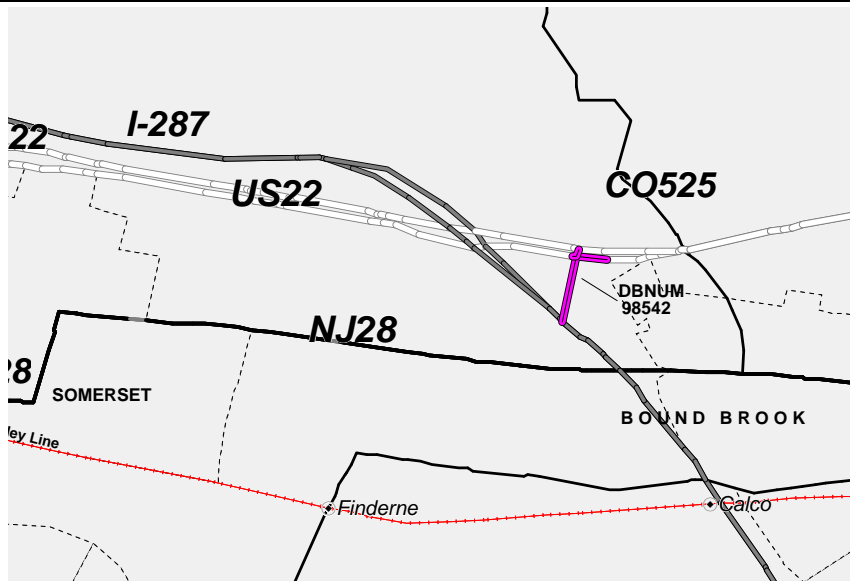 I-287
22
US22
CO525
DBNUM
98542
NJ28
28
SOMERSET
BOUND BROOK
ley Line
Finderne
Calco